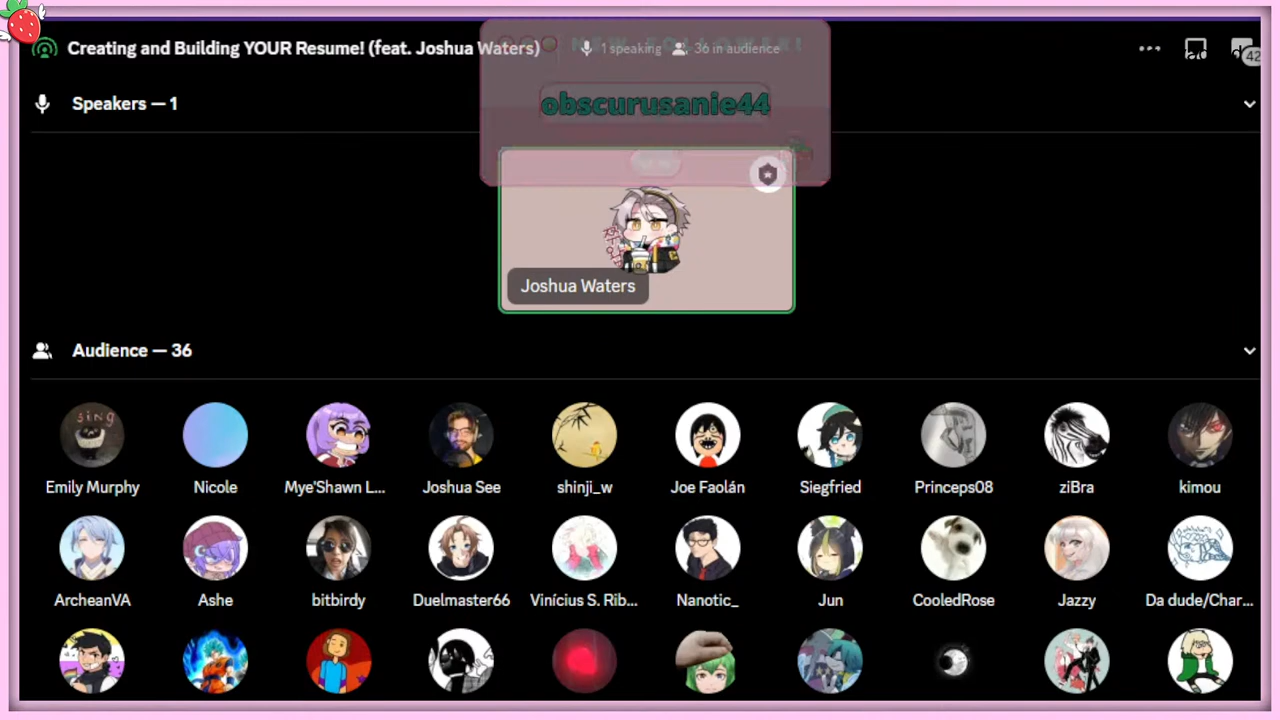 Creating and Building YOUR Resume! (feat. Joshua Waters)
1 speaking 36 in audience
42
obscurusanie44
Speakers — 1
Joshua Waters
Audience — 36
sing
Emily Murphy
Nicole
Mye'Shawn L...
Joshua See
shinji_w
Joe Faolán
Siegfried
Princeps08
ziBra
kimou
ArcheanVA
Ashe
bitbirdy
Duelmaster66
Vinícius S. Rib...
Nanotic_
Jun
CooledRose
Jazzy
Da dude/Char...